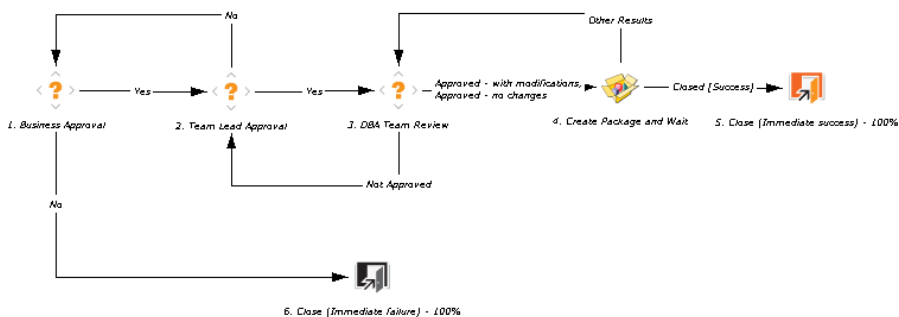 No
Other Results
Yes
Yes
Approved - with modifications,
Approved - no changes
Closed (Success)
1. Business Approval
2. Team Lead Approval
3. DBA Team Review
4. Create Package and Wait
5. Close (Immediate success) - 100%
Not Approved
No
6. Close (Immediate failure) - 100%